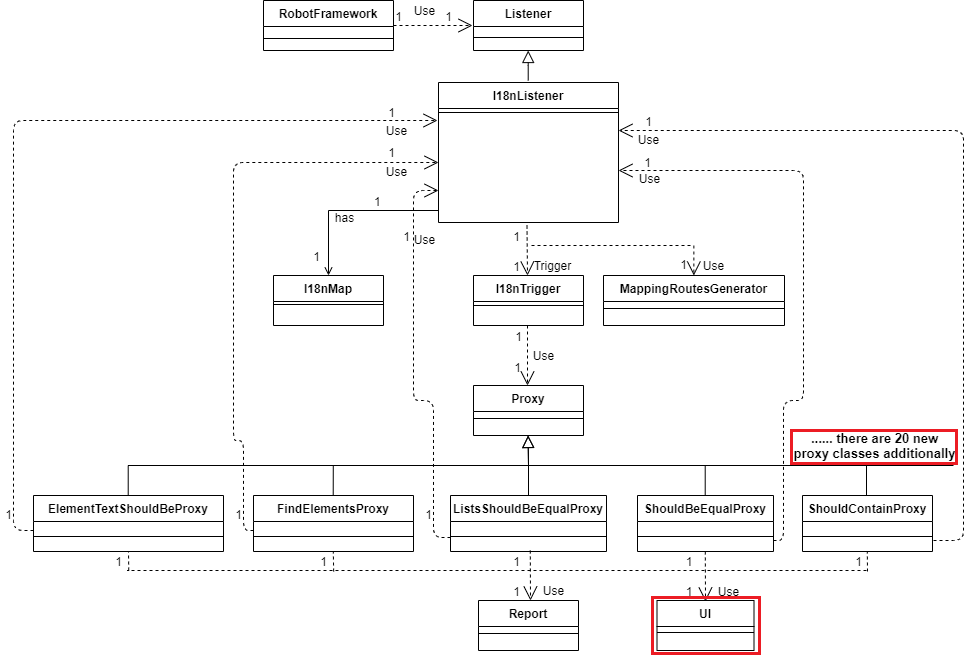 RobotFramework
1
Use
1
Listener
I18nListener
1
Use
1
Use
1
Use
1
Use
1
Use
1
has
1
1
1
Trigger
1
Use
I18nMap
I18nTrigger
MappingRoutesGenerator
1
Use
1
Proxy
...... there are 20 new
proxy classes additionally
1
ElementTextShouldBeProxy
1
FindElementsProxy
1
ListsShouldBeEqualProxy
ShouldBeEqualProxy
ShouldContainProxy
1
1
1
1
1
1
Use
1
Use
Report
UI